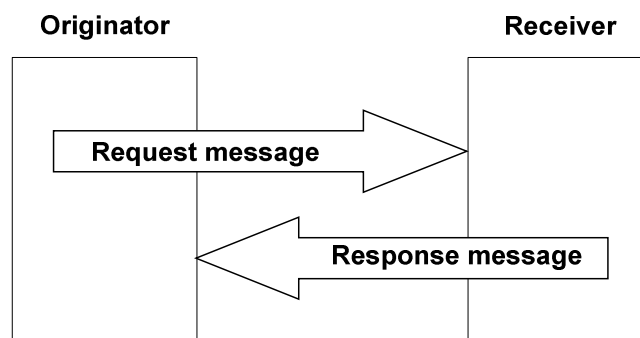 Originator
Receiver
Request message
Response message